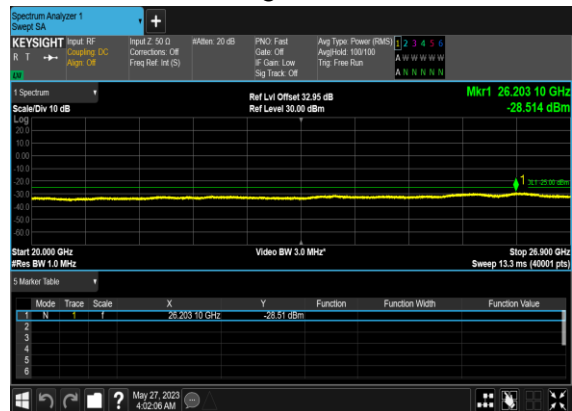 Spectrum Analyzer 1
Swept SA
+
KEYSIGHT Input: RF Input Z: 50 Ω #Atten: 20 dB PNO: Fast Avg Type: Power (RMS) 1 2 3 4 5 6
R T Coupling: DC Corrections: Off Gate: Off Avg|Hold: 100/100 A W W W W W
Align: Off Freq Ref: Int (S) IF Gain: Low Trig: Free Run
Sig Track: Off A N N N N N
1 Spectrum Ref Lvl Offset 32.95 dB Mkr1 26.203 10 GHz
Scale/Div 10 dB Ref Level 30.00 dBm -28.514 dBm
Log
20.0
10.0
0.00
-10.0
-20.0
1
-30.0
-40.0
-50.0
-60.0
Start 20.000 GHz Video BW 3.0 MHz* Stop 26.900 GHz
#Res BW 1.0 MHz Sweep 13.3 ms (40001 pts)
5 Marker Table
Mode Trace Scale X Y Function Function Width Function Value
1 N 1 f 26.203 10 GHz -28.51 dBm
2
3
4
5
6
? May 27, 2023
4:02:06 AM